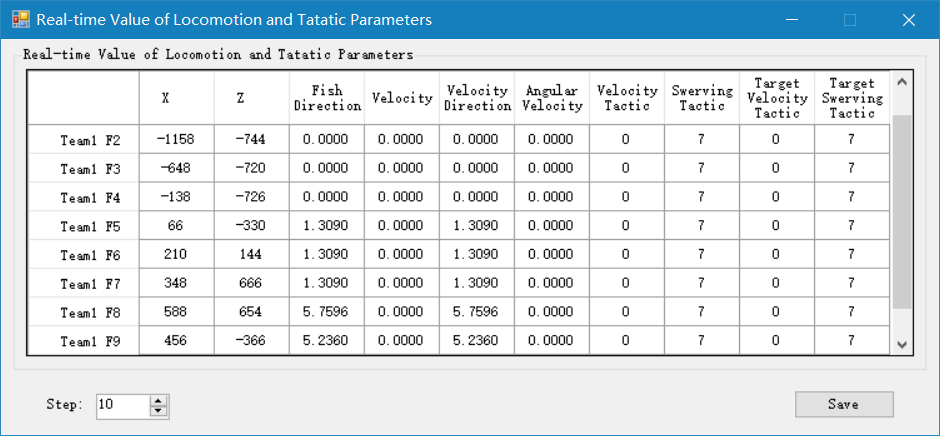 Real-time Value of Locomotion and Tatatic Parameters
Real-time Value of Locomotion and Tatatic Parameters
X Z Fish Direction Velocity Velocity Direction Angular Velocity Velocity Tactic Swerving Tactic Target Velocity Tactic Target Swerving Tactic
Team1 F2 -1158 -744 0.0000 0.0000 0.0000 0.0000 0 7 0 7
Team1 F3 -648 -720 0.0000 0.0000 0.0000 0.0000 0 7 0 7
Team1 F4 -138 -726 0.0000 0.0000 0.0000 0.0000 0 7 0 7
Team1 F5 66 -330 1.3090 0.0000 1.3090 0.0000 0 7 0 7
Team1 F6 210 144 1.3090 0.0000 1.3090 0.0000 0 7 0 7
Team1 F7 348 666 1.3090 0.0000 1.3090 0.0000 0 7 0 7
Team1 F8 588 654 5.7596 0.0000 5.7596 0.0000 0 7 0 7
Team1 F9 456 -366 5.2360 0.0000 5.2360 0.0000 0 7 0 7
Step: 10 Save